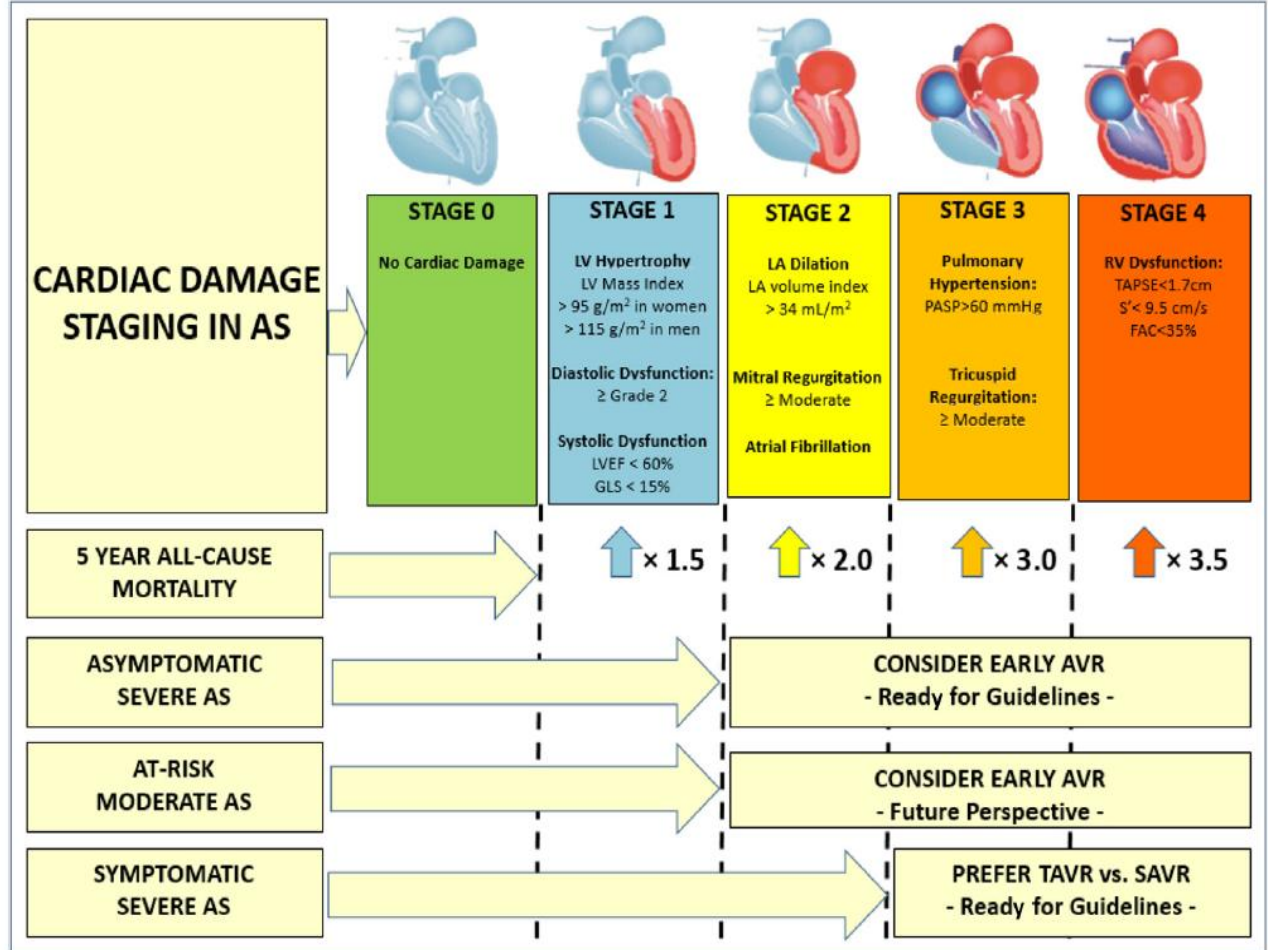 CARDIAC DAMAGE
STAGING IN AS
STAGE 0
No Cardiac Damage
STAGE 1
LV Hypertrophy
LV Mass Index
> 95 g/m² in women
> 115 g/m² in men
Diastolic Dysfunction:
≥ Grade 2
Systolic Dysfunction
LVEF < 60%
GLS < 15%
STAGE 2
LA Dilation
LA volume index
> 34 mL/m²
Mitral Regurgitation
≥ Moderate
Atrial Fibrillation
STAGE 3
Pulmonary
Hypertension:
PASP>60 mmHg
Tricuspid
Regurgitation:
≥ Moderate
STAGE 4
RV Dysfunction:
TAPSE<1.7cm
S'< 9.5 cm/s
FAC<35%
5 YEAR ALL-CAUSE
MORTALITY
× 1.5
× 2.0
× 3.0
× 3.5
ASYMPTOMATIC
SEVERE AS
CONSIDER EARLY AVR
- Ready for Guidelines -
AT-RISK
MODERATE AS
CONSIDER EARLY AVR
- Future Perspective -
SYMPTOMATIC
SEVERE AS
PREFER TAVR vs. SAVR
- Ready for Guidelines -